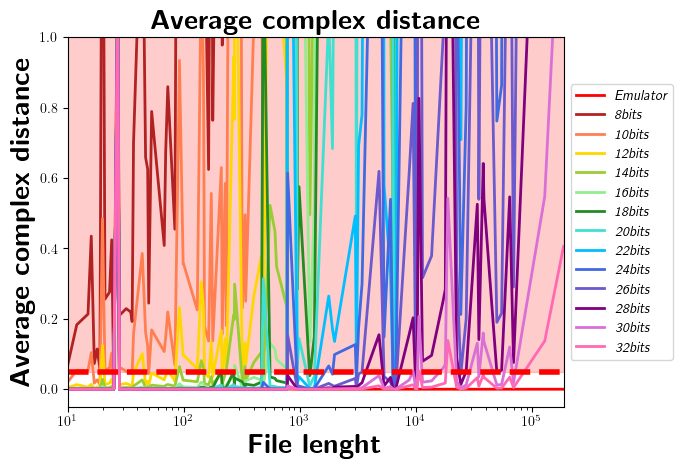 Average complex distance
Average complex distance
1.0
0.8
0.6
0.4
0.2
0.0
10^1
10^2
10^3
10^4
10^5
File lenght
Emulator
8bits
10bits
12bits
14bits
16bits
18bits
20bits
22bits
24bits
26bits
28bits
30bits
32bits